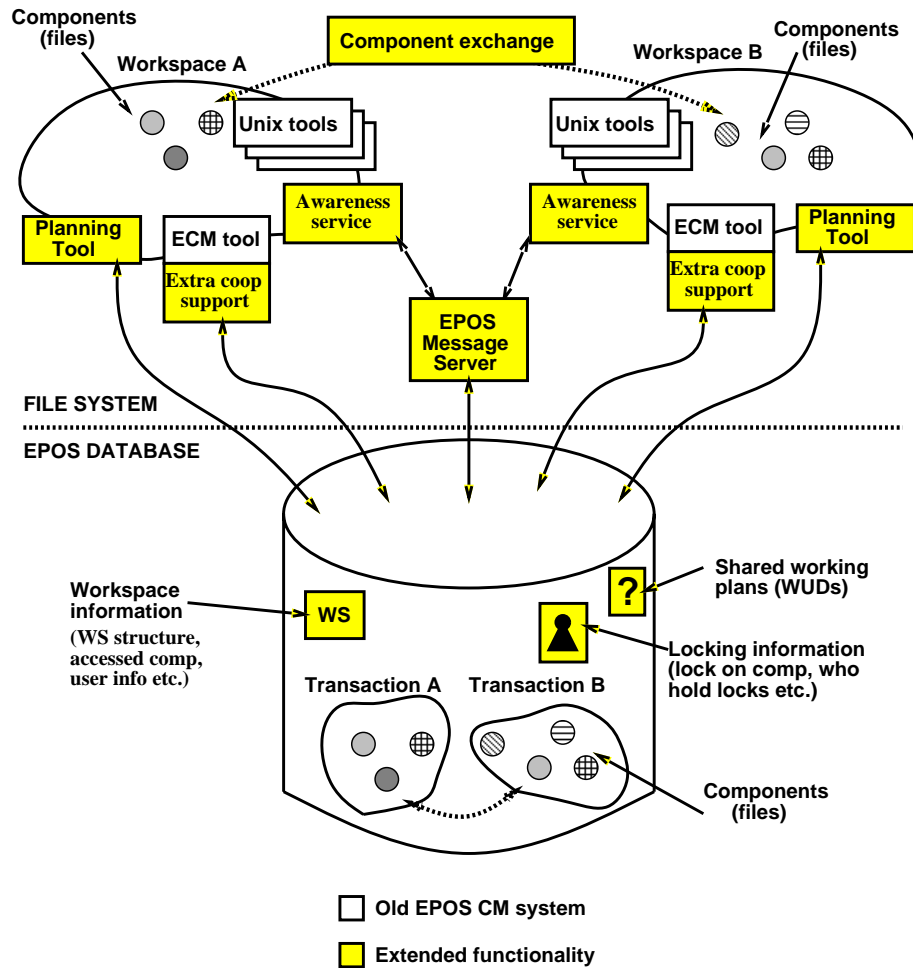 Components
(files)
Component exchange
Components
(files)
Workspace A
Workspace B
Unix tools
Unix tools
Awareness
service
Awareness
service
Planning
Tool
ECM tool
Extra coop
support
ECM tool
Extra coop
support
Planning
Tool
EPOS
Message
Server
FILE SYSTEM
EPOS DATABASE
Workspace
information
(WS structure,
accessed comp,
user info etc.)
WS
?
Shared working
plans (WUDs)
Locking information
(lock on comp, who
hold locks etc.)
Transaction A
Transaction B
Components
(files)
Old EPOS CM system
Extended functionality